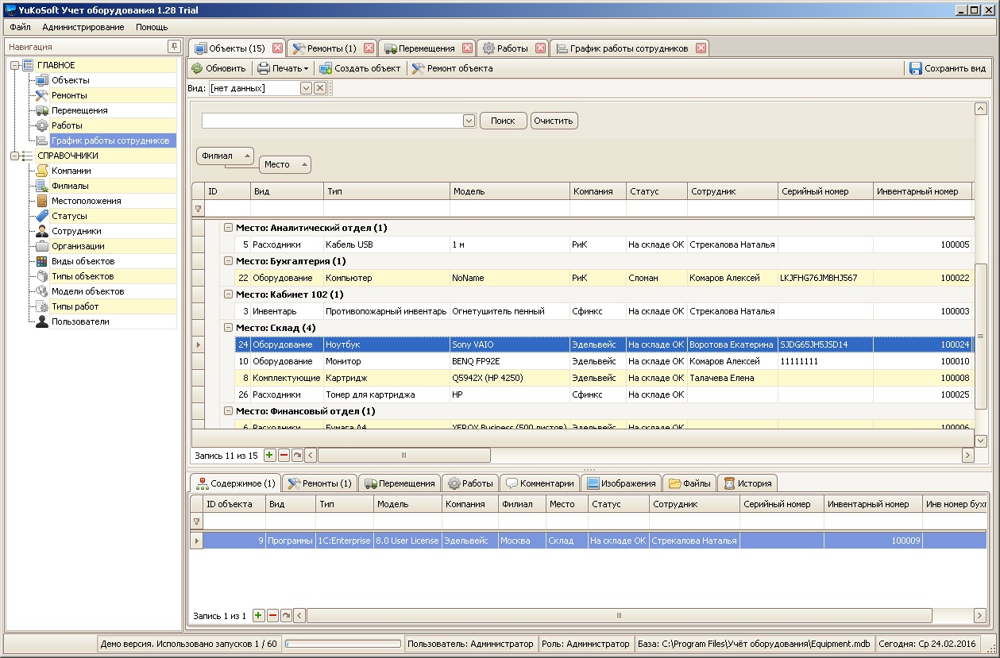 YuKoSoft Учет оборудования 1.28 Trial
Файл Администрирование Помощь
Навигация
ГЛАВНОЕ
Объекты
Ремонты
Перемещения
Работы
График работы сотрудников
СПРАВОЧНИКИ
Компании
Филиалы
Местоположения
Статусы
Сотрудники
Организации
Виды объектов
Типы объектов
Модели объектов
Типы работ
Пользователи
Объекты (15) Ремонты (1) Перемещения Работы График работы сотрудников
Обновить Печать Создать объект Ремонт объекта Сохранить вид
Вид: [нет данных]
Поиск Очистить
Филиал
Место
ID Вид Тип Модель Компания Статус Сотрудник Серийный номер Инвентарный номер
Место: Аналитический отдел (1)
5 Расходники Кабель USB 1 м РиК На складе ОК Стрекалова Наталья 100005
Место: Бухгалтерия (1)
22 Оборудование Компьютер NoName РиК Сломан Комаров Алексей LKJFHG76JMBHJ567 100022
Место: Кабинет 102 (1)
3 Инвентарь Противопожарный инвентарь Огнетушитель пенный Сфинкс На складе ОК Стрекалова Наталья 100003
Место: Склад (4)
24 Оборудование Ноутбук Sony VAIO Эдельвейс На складе ОК Воротова Екатерина SJDG65JH5JSD14 100024
10 Оборудование Монитор BENQ FP92E Эдельвейс На складе ОК Комаров Алексей 11111111 100010
8 Комплектующие Картридж Q5942X (HP 4250) Эдельвейс На складе ОК Талачева Елена 100008
26 Расходники Тонер для картриджа HP Сфинкс На складе ОК 100025
Место: Финансовый отдел (1)
6 Расходники Бумага А4 XEROX Business (500 листов) Эдельвейс На складе ОК 100006
Запись 11 из 15
Содержимое (1) Ремонты (1) Перемещения Работы Комментарии Изображения Файлы История
ID объекта Вид Тип Модель Компания Филиал Место Статус Сотрудник Серийный номер Инвентарный номер Инв номер бухг
9 Программы 1C:Enterprise 8.0 User License Эдельвейс Москва Склад На складе ОК Стрекалова Наталья 100009
Запись 1 из 1
Демо версия. Использовано запусков 1 / 60 Пользователь: Администратор Роль: Администратор База: C:\Program Files\Учёт оборудования\Equipment.mdb Сегодня: Ср 24.02.2016